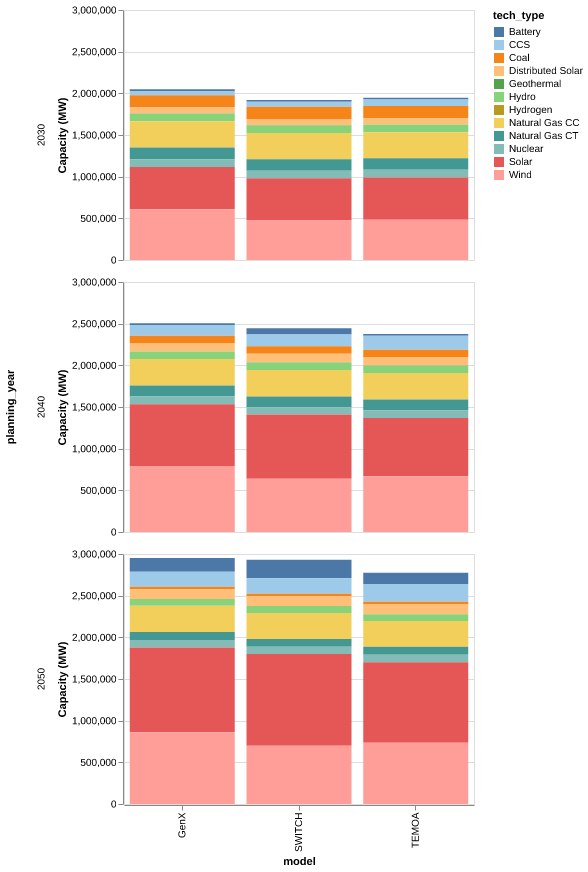 tech_type
Battery
CCS
Coal
Distributed Solar
Geothermal
Hydro
Hydrogen
Natural Gas CC
Natural Gas CT
Nuclear
Solar
Wind
planning_year
2030
Capacity (MW)
3,000,000
2,500,000
2,000,000
1,500,000
1,000,000
500,000
0
2040
Capacity (MW)
3,000,000
2,500,000
2,000,000
1,500,000
1,000,000
500,000
0
2050
Capacity (MW)
3,000,000
2,500,000
2,000,000
1,500,000
1,000,000
500,000
0
GenX
SWITCH
TEMOA
model